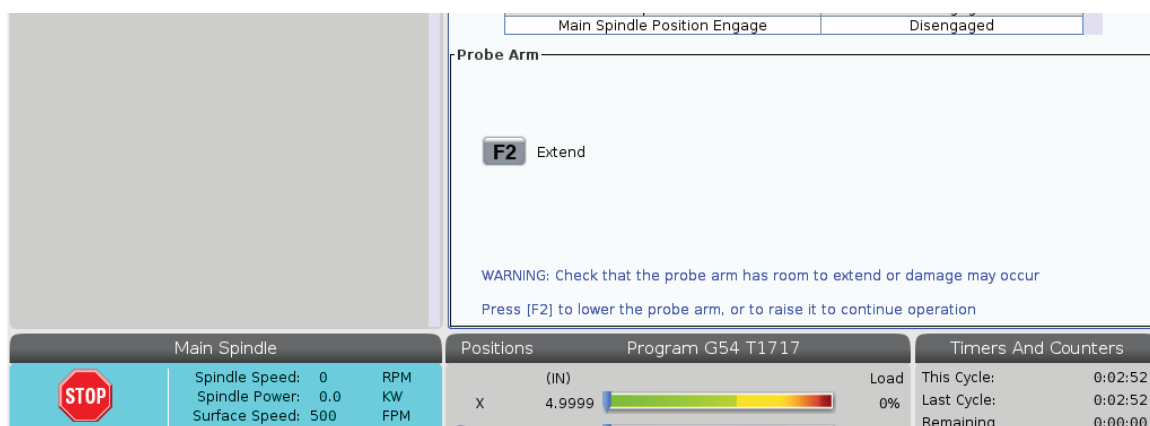 Main Spindle Position Engage Disengaged
Probe Arm
F2 Extend
WARNING: Check that the probe arm has room to extend or damage may occur
Press [F2] to lower the probe arm, or to raise it to continue operation
Main Spindle
STOP
Spindle Speed: 0 RPM
Spindle Power: 0.0 KW
Surface Speed: 500 FPM
Positions Program G54 T1717
(IN) Load
X 4.9999 0%
Timers And Counters
This Cycle: 0:02:52
Last Cycle: 0:02:52
Remaining 0:00:00